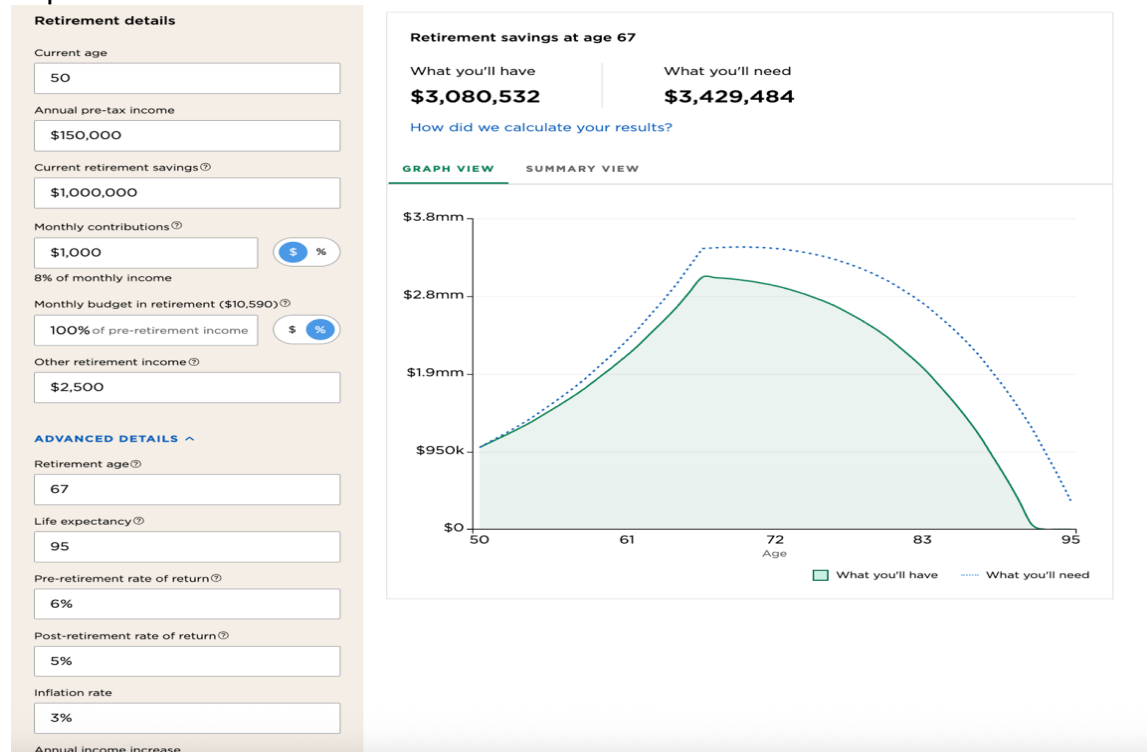 Retirement details
Current age
50
Annual pre-tax income
$150,000
Current retirement savings?
$1,000,000
Monthly contributions?
$1,000
$ %
8% of monthly income
Monthly budget in retirement ($10,590)?
100% of pre-retirement income
$ %
Other retirement income?
$2,500
ADVANCED DETAILS
Retirement age?
67
Life expectancy?
95
Pre-retirement rate of return?
6%
Post-retirement rate of return?
5%
Inflation rate
3%
Annual income increase
Retirement savings at age 67
What you'll have
$3,080,532
What you'll need
$3,429,484
How did we calculate your results?
GRAPH VIEW SUMMARY VIEW
$3.8mm
$2.8mm
$1.9mm
$950k
$0
50 61 72 83 95
Age
What you'll have What you'll need